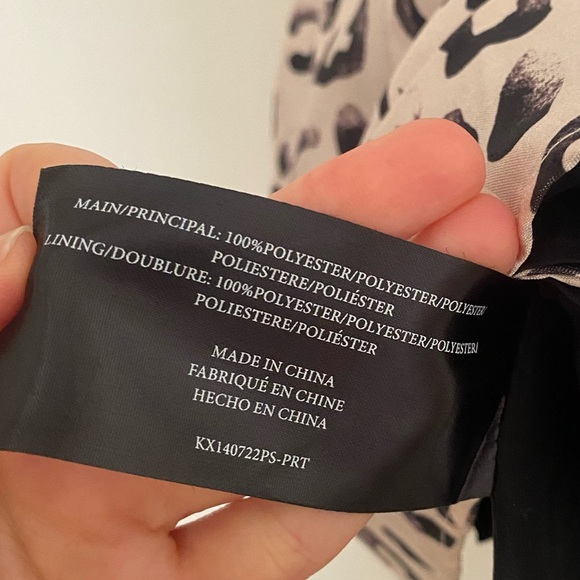 MAIN/PRINCIPAL: 100%POLYESTER/POLYESTER/POLYESTER/
POLIESTERE/POLIÉSTER
LINING/DOUBLURE: 100%POLYESTER/POLYESTER/POLYESTER/
POLIESTERE/POLIÉSTER
MADE IN CHINA
FABRIQUÉ EN CHINE
HECHO EN CHINA
KX140722PS-PRT